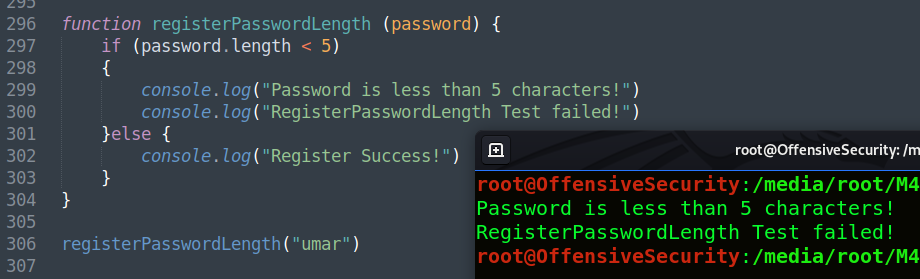 295
296 function registerPasswordLength (password) {
297 if (password.length < 5)
298 {
299 console.log("Password is less than 5 characters!")
300 console.log("RegisterPasswordLength Test failed!")
301 }else {
302 console.log("Register Success!")
303 }
304 }
305
306 registerPasswordLength("umar")
307
root@OffensiveSecurity: /m
root@OffensiveSecurity:/media/root/M4
Password is less than 5 characters!
RegisterPasswordLength Test failed!
root@OffensiveSecurity:/media/root/M4